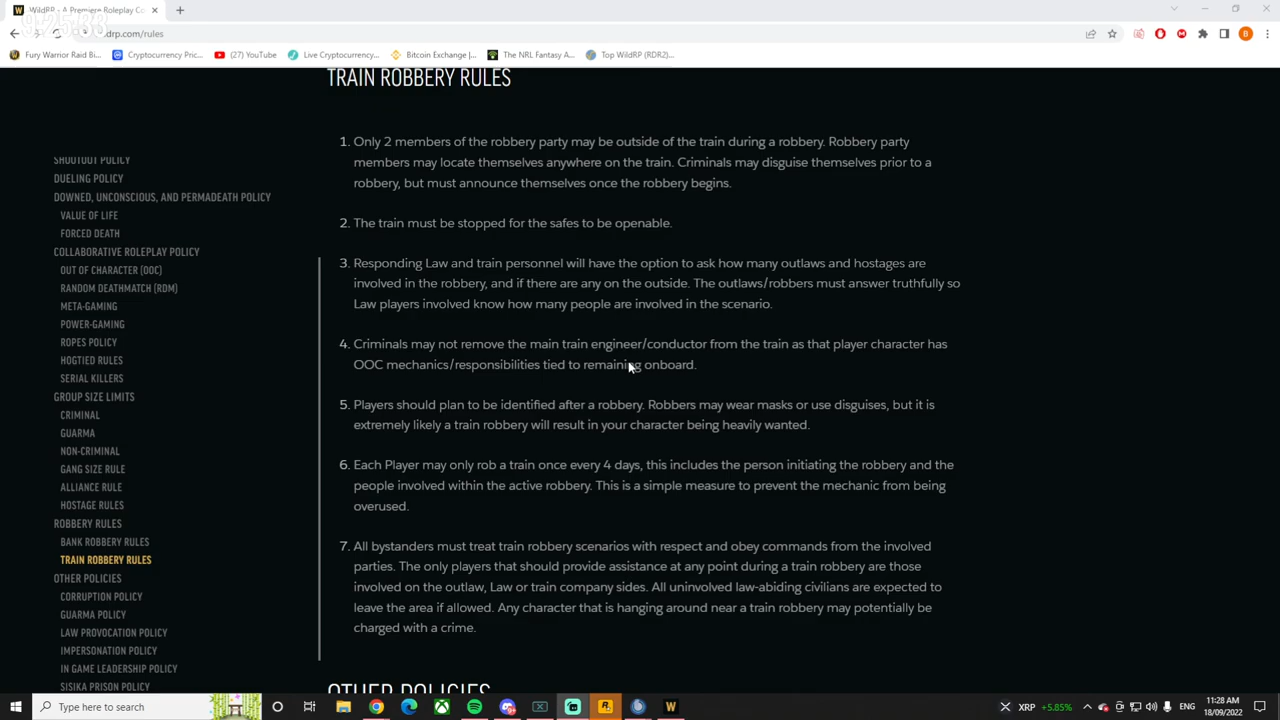 WildRP - A Premiere Roleplay Co
9:25:33
drp.com/rules
Fury Warrior Raid Bi...
Cryptocurrency Pric...
(27) YouTube
Live Cryptocurrency...
Bitcoin Exchange |...
The NRL Fantasy A...
Top WildRP (RDR2)...
TRAIN ROBBERY RULES
SHOOTOUT POLICY
DUELING POLICY
DOWNED, UNCONSCIOUS, AND PERMADEATH POLICY
VALUE OF LIFE
FORCED DEATH
COLLABORATIVE ROLEPLAY POLICY
OUT OF CHARACTER (OOC)
RANDOM DEATHMATCH (RDM)
META-GAMING
POWER-GAMING
ROPES POLICY
HOGTIED RULES
SERIAL KILLERS
GROUP SIZE LIMITS
CRIMINAL
GUARMA
NON-CRIMINAL
GANG SIZE RULE
ALLIANCE RULE
HOSTAGE RULES
ROBBERY RULES
BANK ROBBERY RULES
TRAIN ROBBERY RULES
OTHER POLICIES
CORRUPTION POLICY
GUARMA POLICY
LAW PROVOCATION POLICY
IMPERSONATION POLICY
IN GAME LEADERSHIP POLICY
SISIKA PRISON POLICY
1. Only 2 members of the robbery party may be outside of the train during a robbery. Robbery party
members may locate themselves anywhere on the train. Criminals may disguise themselves prior to a
robbery, but must announce themselves once the robbery begins.
2. The train must be stopped for the safes to be openable.
3. Responding Law and train personnel will have the option to ask how many outlaws and hostages are
involved in the robbery, and if there are any on the outside. The outlaws/robbers must answer truthfully so
Law players involved know how many people are involved in the scenario.
4. Criminals may not remove the main train engineer/conductor from the train as that player character has
OOC mechanics/responsibilities tied to remaining onboard.
5. Players should plan to be identified after a robbery. Robbers may wear masks or use disguises, but it is
extremely likely a train robbery will result in your character being heavily wanted.
6. Each Player may only rob a train once every 4 days, this includes the person initiating the robbery and the
people involved within the active robbery. This is a simple measure to prevent the mechanic from being
overused.
7. All bystanders must treat train robbery scenarios with respect and obey commands from the involved
parties. The only players that should provide assistance at any point during a train robbery are those
involved on the outlaw, Law or train company sides. All uninvolved law-abiding civilians are expected to
leave the area if allowed. Any character that is hanging around near a train robbery may potentially be
charged with a crime.
OTHER POLICIES
Type here to search
XRP +5.85%
ENG
11:28 AM
18/09/2022